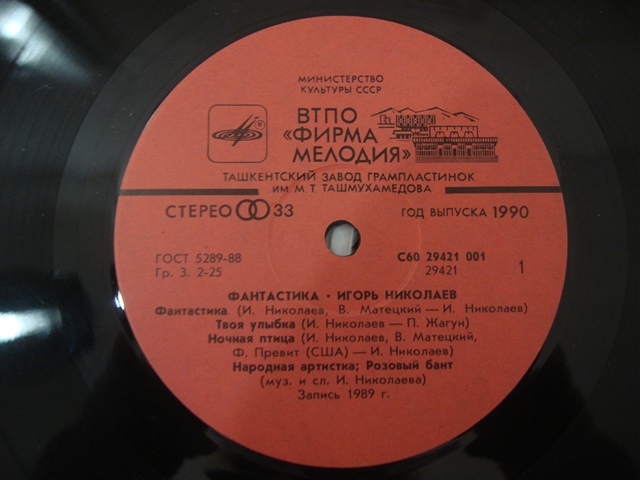 МИНИСТЕРСТВО
КУЛЬТУРЫ СССР
ВТПО
«ФИРМА
МЕЛОДИЯ»
ТАШКЕНТСКИЙ ЗАВОД ГРАМПЛАСТИНОК
ИМ М. Т. ТАШМУХАМЕДОВА
СТЕРЕО 33
ГОД ВЫПУСКА 1990
ГОСТ 5289-88
Гр. 3. 2-25
С60 29421 001
29421
1
ФАНТАСТИКА · ИГОРЬ НИКОЛАЕВ
Фантастика (И. Николаев, В. Матецкий — И. Николаев)
Твоя улыбка (И. Николаев — П. Жагун)
Ночная птица (И. Николаев, В. Матецкий,
Ф. Превит (США) — И. Николаев)
Народная артистка; Розовый бант
(муз. и сл. И. Николаева)
Запись 1989 г.